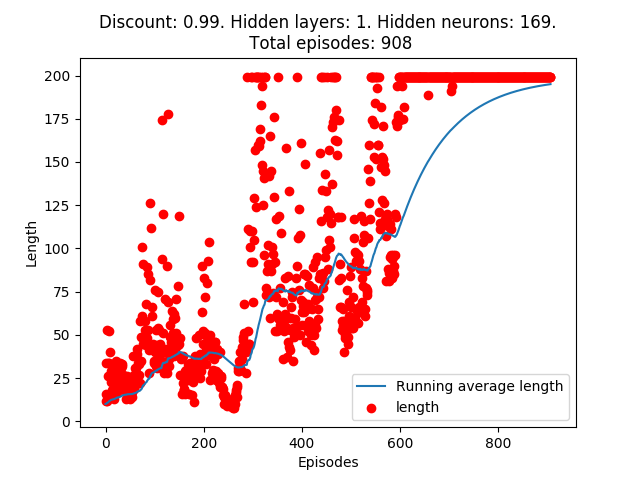 Discount: 0.99. Hidden layers: 1. Hidden neurons: 169.
Total episodes: 908
200
175
150
125
100
75
50
25
0
Length
0
200
400
600
800
Episodes
Running average length
length